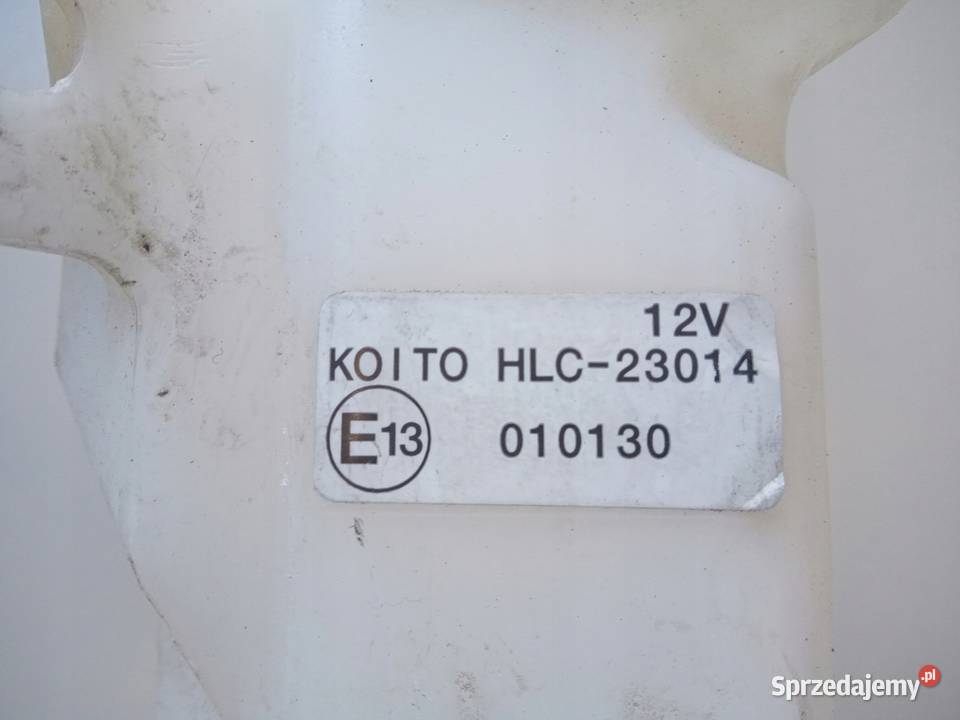 12V
KOITO HLC-23014
E13 010130
Sprzedajemy.pl